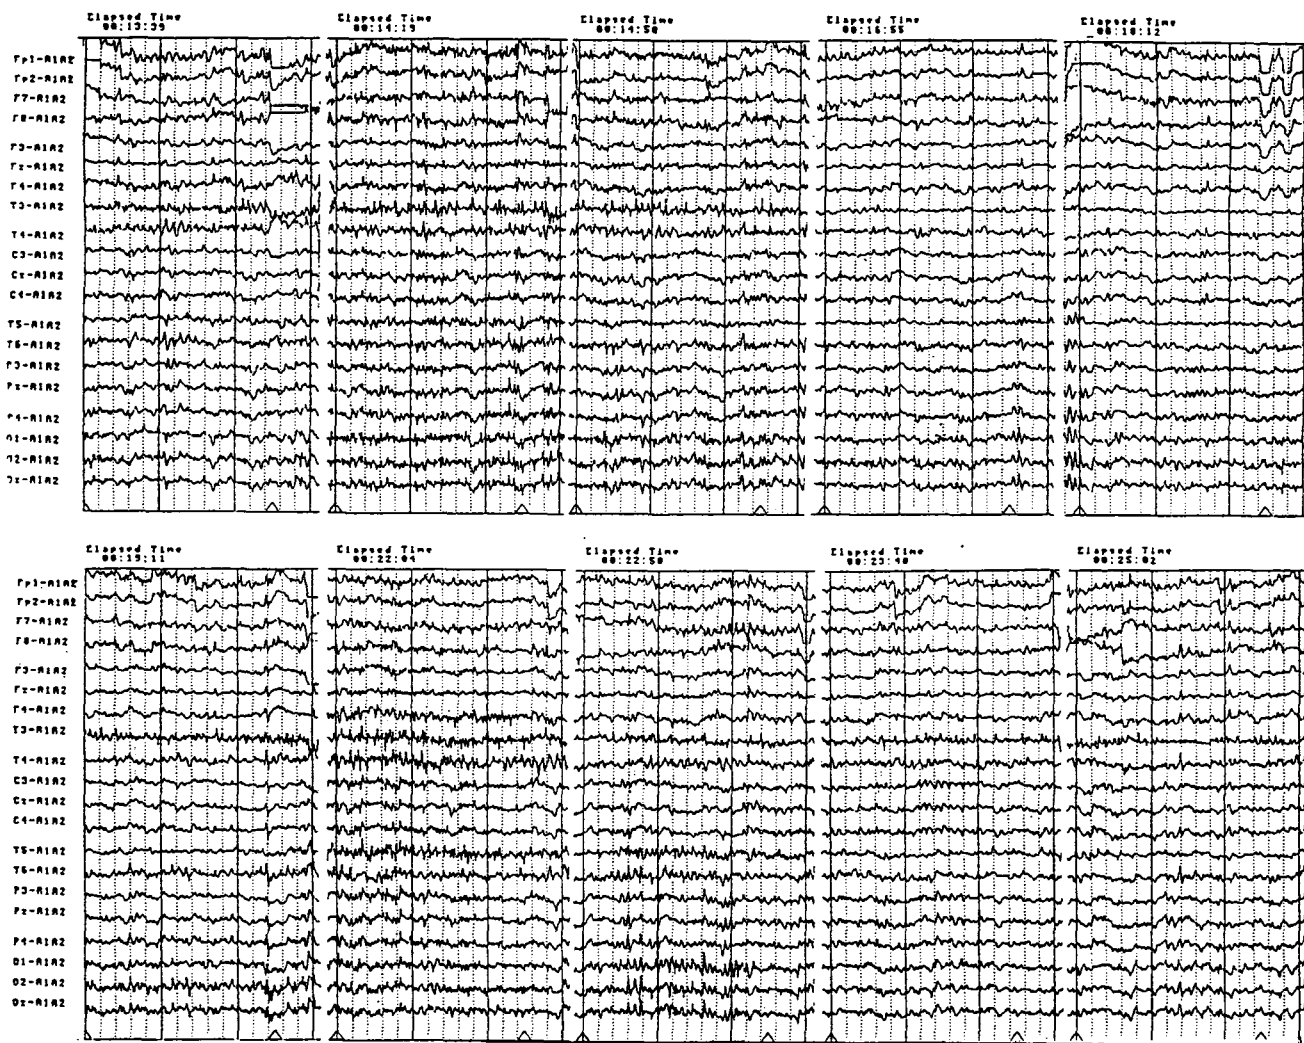 Elapsed Time Elapsed Time Elapsed Time Elapsed Time Elapsed Time
00:13:39 00:14:19 00:14:50 00:16:55 00:18:12
Fp1-A1A2
Fp2-A1A2
F7-A1A2
F8-A1A2
F3-A1A2
Fz-A1A2
F4-A1A2
T3-A1A2
T4-A1A2
C3-A1A2
Cz-A1A2
C4-A1A2
T5-A1A2
T6-A1A2
P3-A1A2
Pz-A1A2
P4-A1A2
O1-A1A2
O2-A1A2
Oz-A1A2
Elapsed Time Elapsed Time Elapsed Time Elapsed Time Elapsed Time
00:19:11 00:22:04 00:22:50 00:23:40 00:25:02
Fp1-A1A2
Fp2-A1A2
F7-A1A2
F8-A1A2
F3-A1A2
Fz-A1A2
F4-A1A2
T3-A1A2
T4-A1A2
C3-A1A2
Cz-A1A2
C4-A1A2
T5-A1A2
T6-A1A2
P3-A1A2
Pz-A1A2
P4-A1A2
O1-A1A2
O2-A1A2
Oz-A1A2